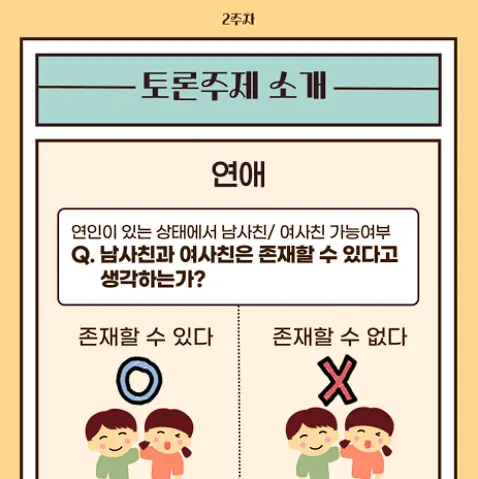 2주차
토론주제 소개
연애
연인이 있는 상태에서 남사친/ 여사친 가능여부
Q. 남사친과 여사친은 존재할 수 있다고
생각하는가?
존재할 수 있다
존재할 수 없다
O
X